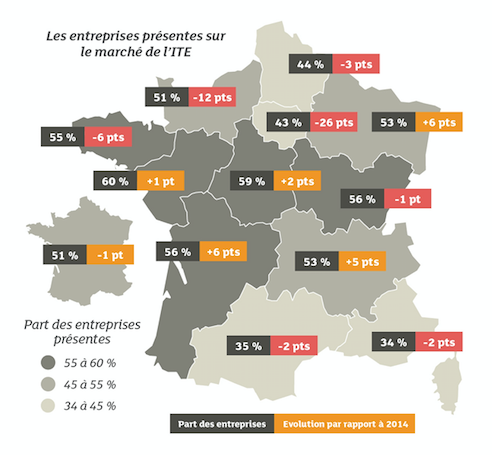 Les entreprises présentes sur
le marché de l'ITE
44 % -3 pts
51 % -12 pts
43 % -26 pts
53 % +6 pts
55 % -6 pts
60 % +1 pt
59 % +2 pts
56 % -1 pt
51 % -1 pt
56 % +6 pts
53 % +5 pts
35 % -2 pts
34 % -2 pts
Part des entreprises
présentes
55 à 60 %
45 à 55 %
34 à 45 %
Part des entreprises Evolution par rapport à 2014